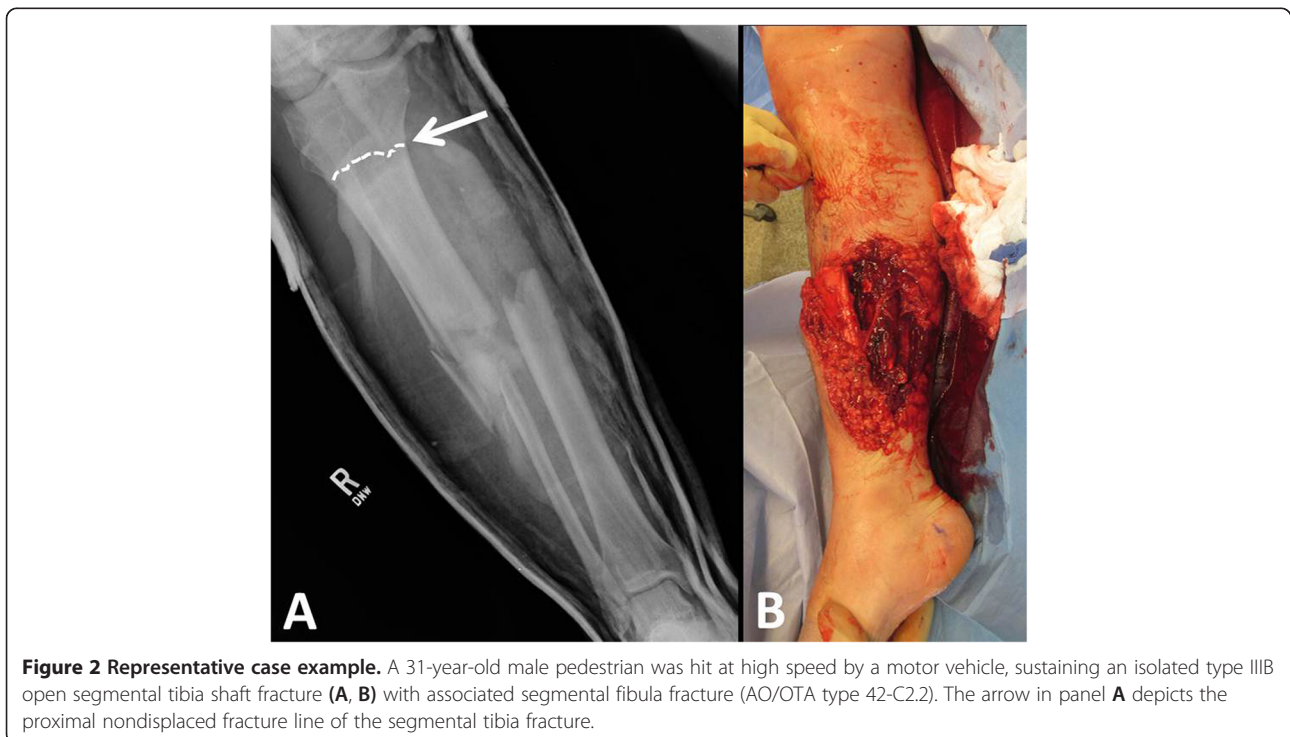 R
DNW
A
B
Figure 2 Representative case example. A 31-year-old male pedestrian was hit at high speed by a motor vehicle, sustaining an isolated type IIIB
open segmental tibia shaft fracture (A, B) with associated segmental fibula fracture (AO/OTA type 42-C2.2). The arrow in panel A depicts the
proximal nondisplaced fracture line of the segmental tibia fracture.